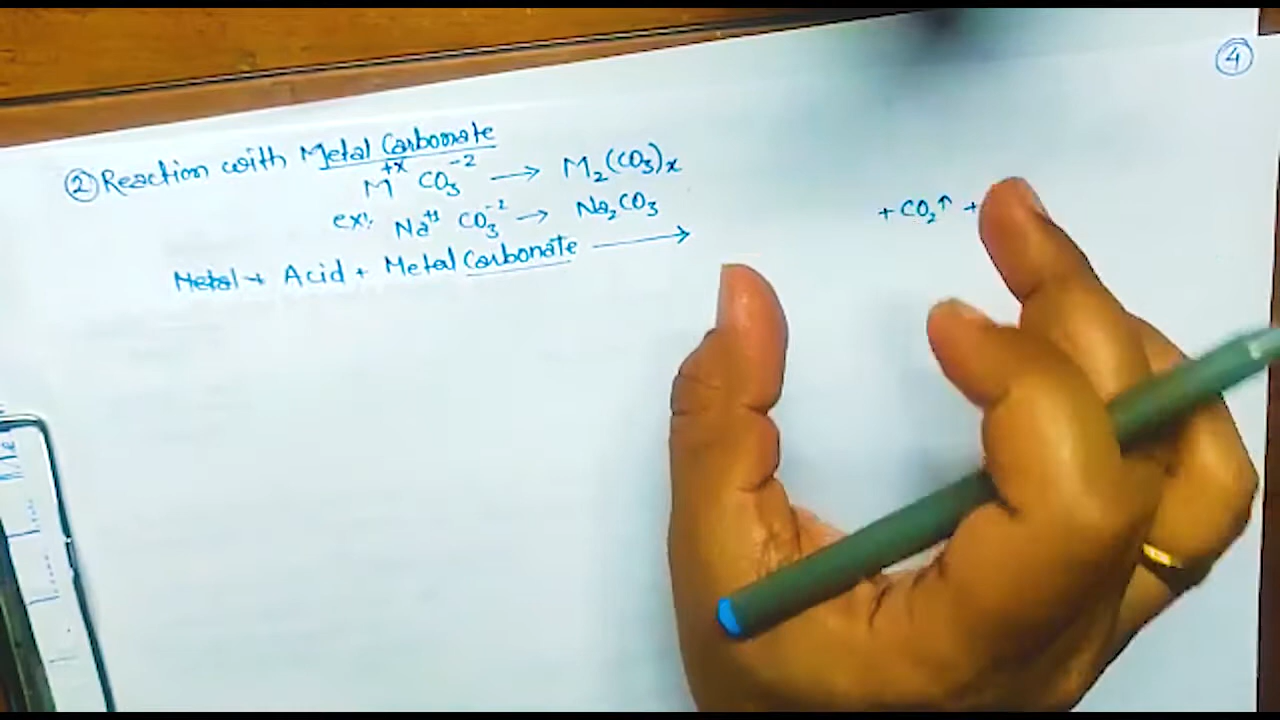 ④
② Reaction with Metal Carbonate
M⁺ˣ CO₃⁻² → M₂(CO₃)ₓ
ex: Na⁺¹ CO₃⁻² → Na₂CO₃
Metal + Acid + Metal Carbonate → + CO₂↑ +